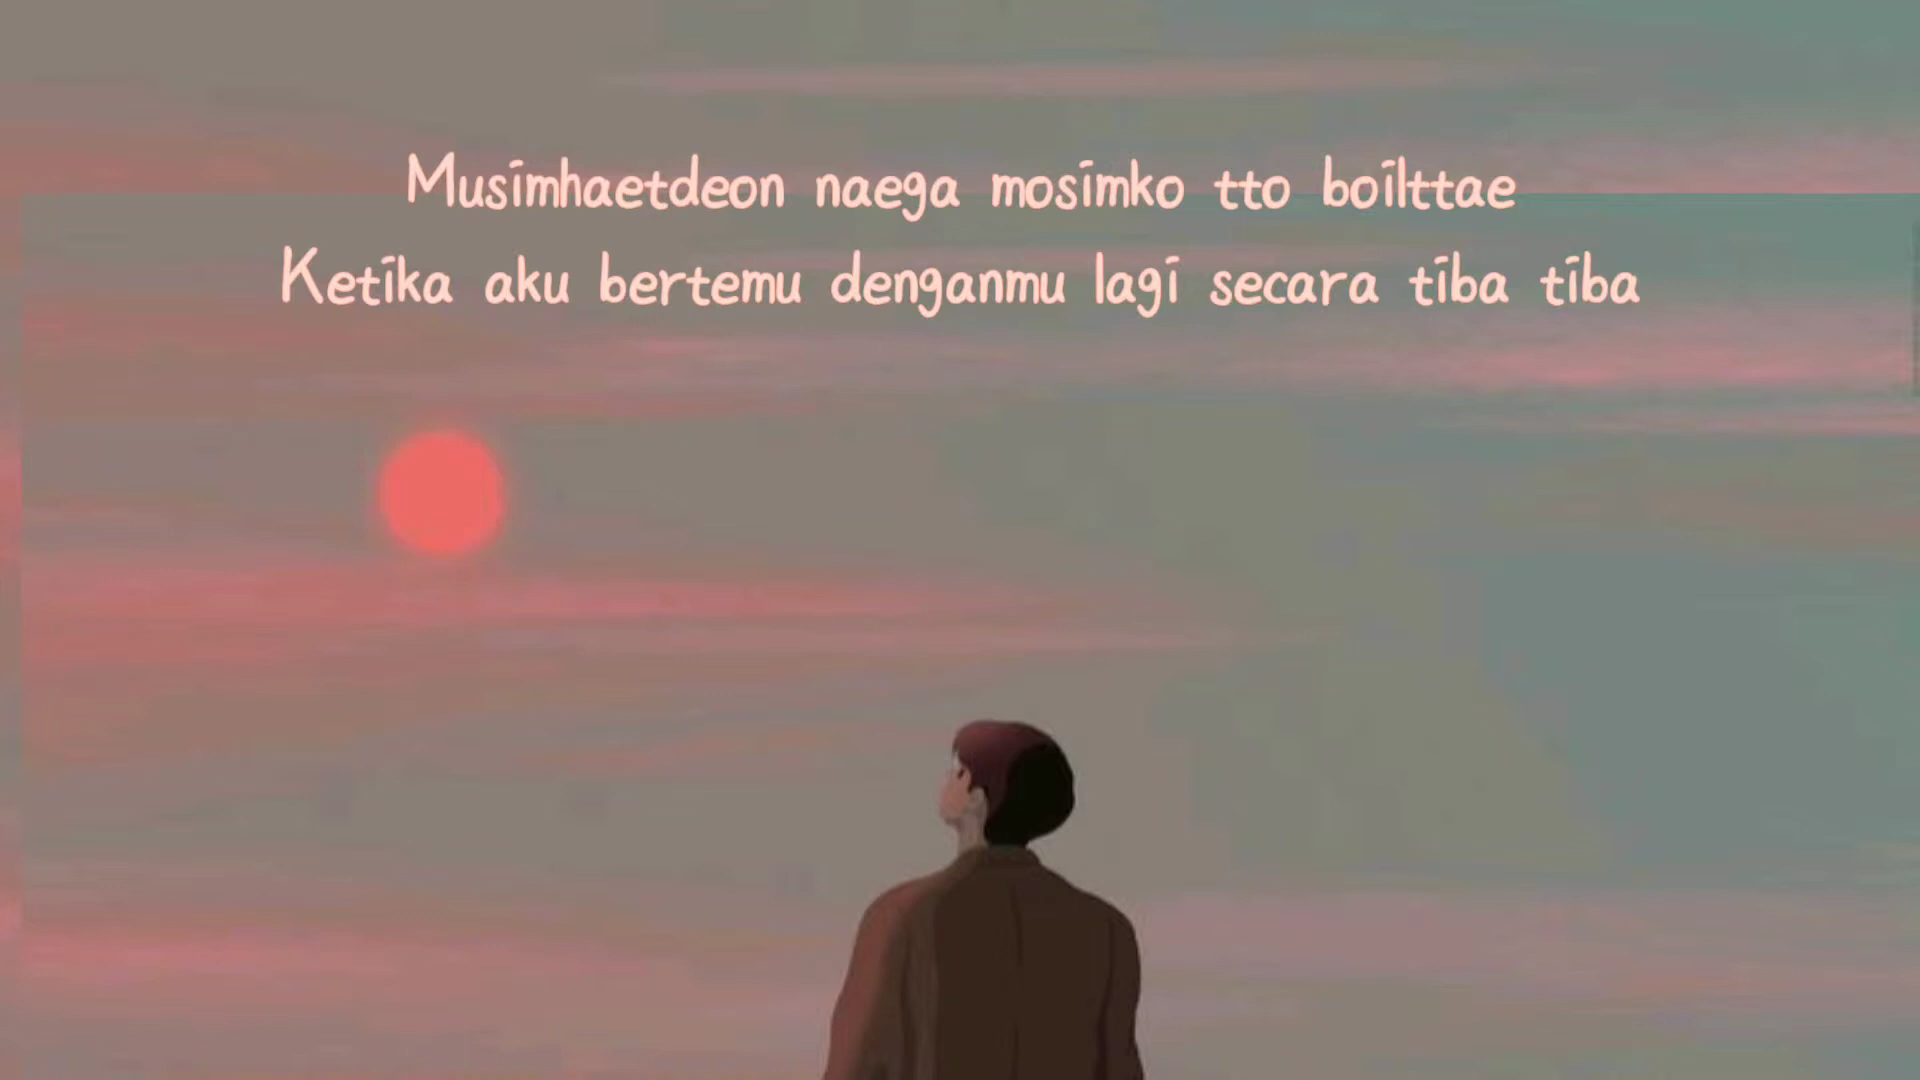 Musimhaetdeon naega mosimko tto boilttae
Ketika aku bertemu denganmu lagi secara tiba tiba